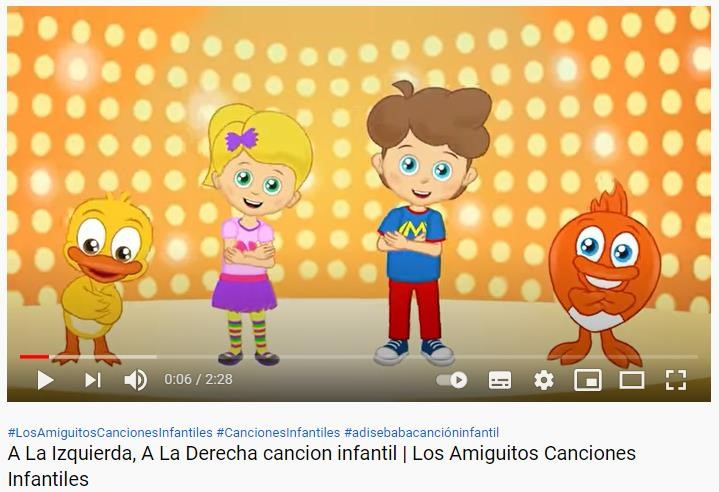 M
0:06 / 2:28
#LosAmiguitosCancionesInfantiles #CancionesInfantiles #adisebabacancióninfantil
A La Izquierda, A La Derecha cancion infantil | Los Amiguitos Canciones
Infantiles